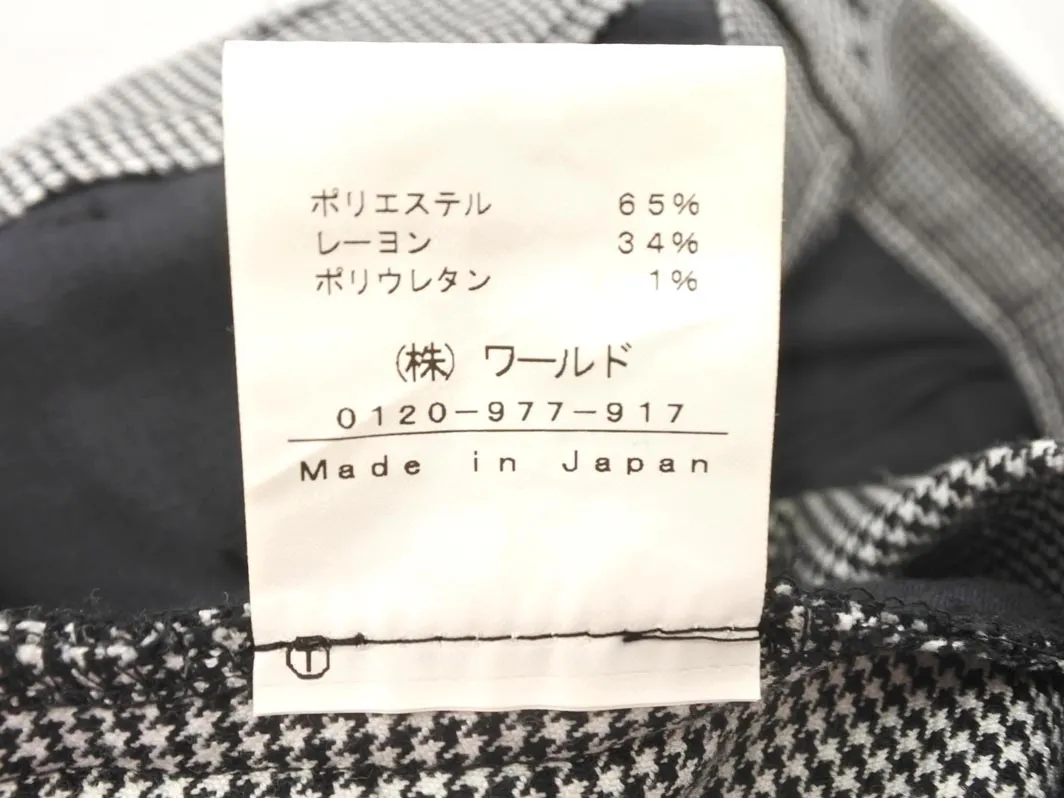 ポリエステル 65%
レーヨン 34%
ポリウレタン 1%
(株) ワールド
0120-977-917
Made in Japan
T